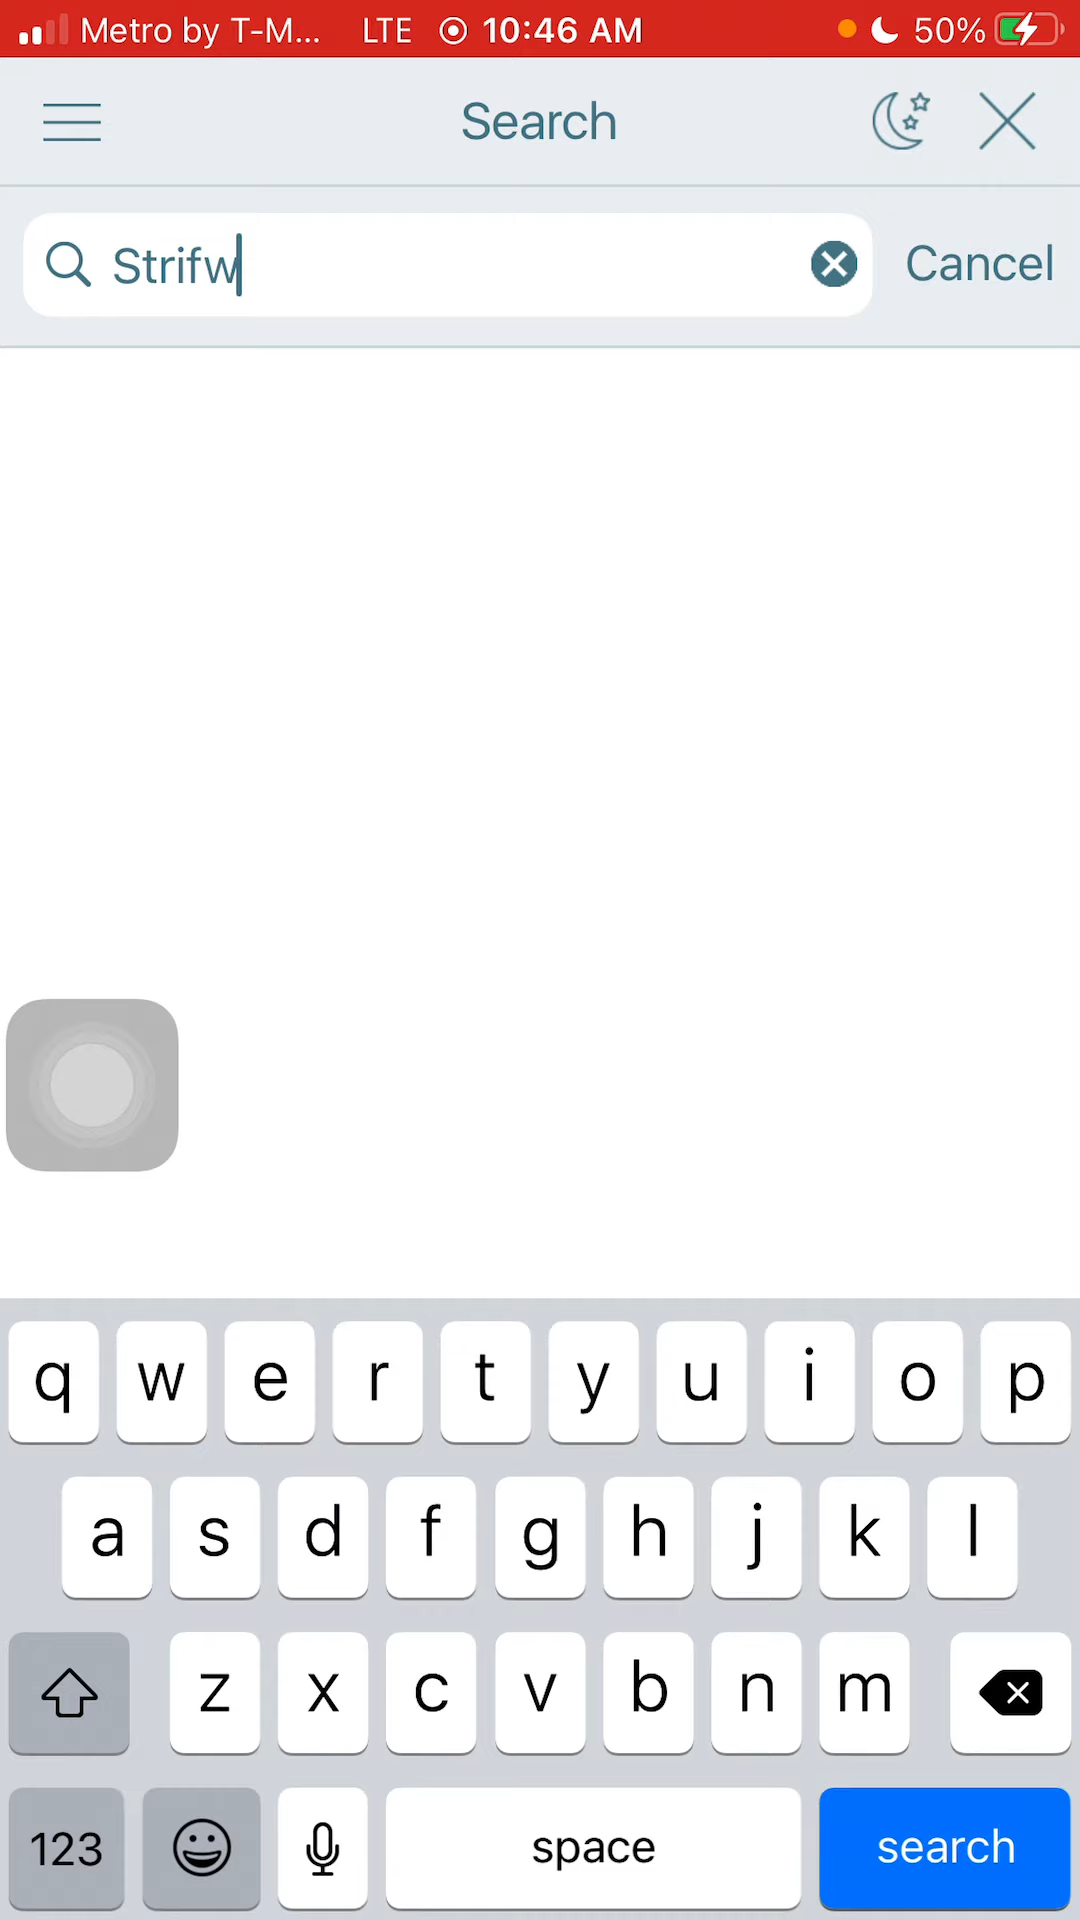 Metro by T-M... LTE 10:46 AM 50%
Search
Strifw Cancel
q w e r t y u i o p
a s d f g h j k l
z x c v b n m
123 space search